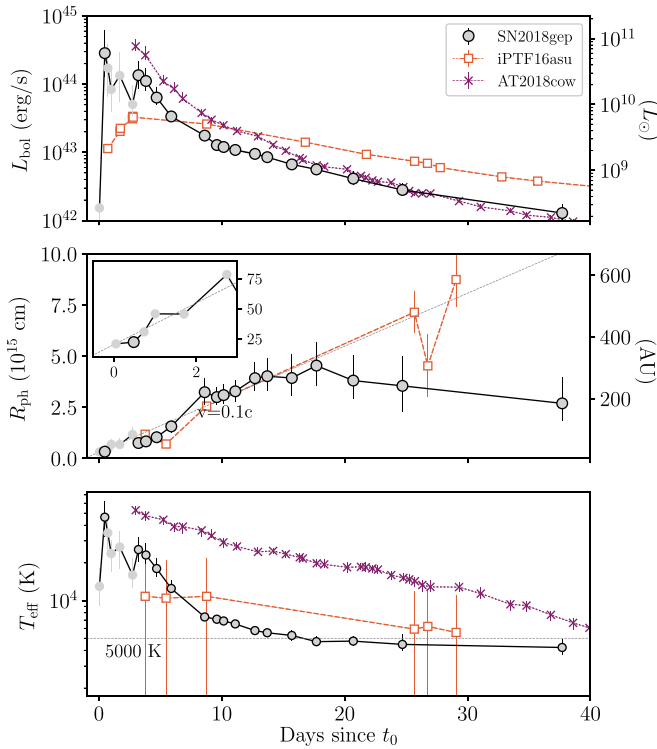 10^45
10^44
10^43
10^42
L_bol (erg/s)
SN2018gep
iPTF16asu
AT2018cow
10^11
10^10
10^9
(L_⊙)
10.0
7.5
5.0
2.5
0.0
R_ph (10^15 cm)
75
50
25
0 2
v=0.1c
600
400
200
(AU)
10^4
T_eff (K)
5000 K
0 10 20 30 40
Days since t_0